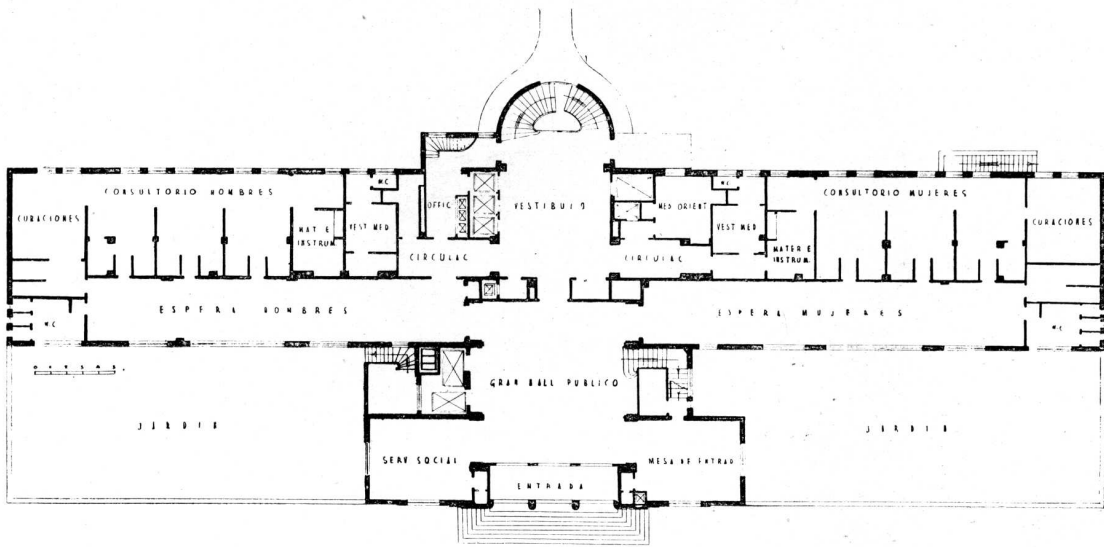 CONSULTORIO HOMBRES
W.C.
CURACIONES
OFFIC.
VESTIBULO
MED. ORIENT
W.C.
CONSULTORIO MUJERES
CURACIONES
MAT E
INSTRUM.
VEST MED
VEST MED
MATER E
INSTRUM.
CIRCULAC
CIRCULAC
ESPERA HOMBRES
ESPERA MUJERES
W.C.
W.C.
GRAN HALL PUBLICO
JARDIN
JARDIN
SERV SOCIAL
MESA DE ENTRAD
ENTRADA